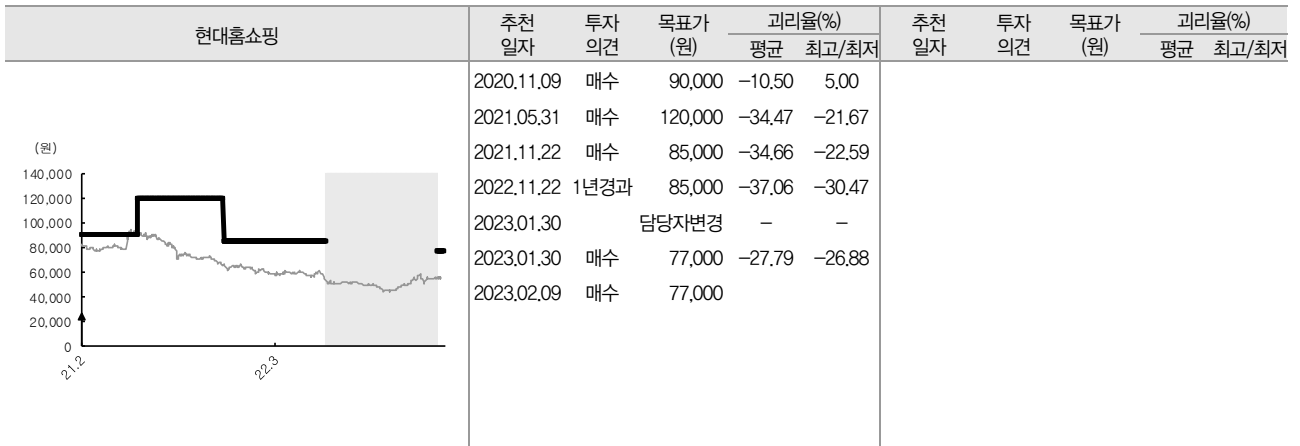 현대홈쇼핑
추천 일자 투자 의견 목표가 (원) 괴리율(%) 평균 최고/최저 추천 일자 투자 의견 목표가 (원) 괴리율(%) 평균 최고/최저
2020.11.09 매수 90,000 -10.50 5.00
2021.05.31 매수 120,000 -34.47 -21.67
2021.11.22 매수 85,000 -34.66 -22.59
2022.11.22 1년경과 85,000 -37.06 -30.47
2023.01.30 담당자변경 - -
2023.01.30 매수 77,000 -27.79 -26.88
2023.02.09 매수 77,000
(원)
140,000
120,000
100,000
80,000
60,000
40,000
20,000
0
21.2 22.3